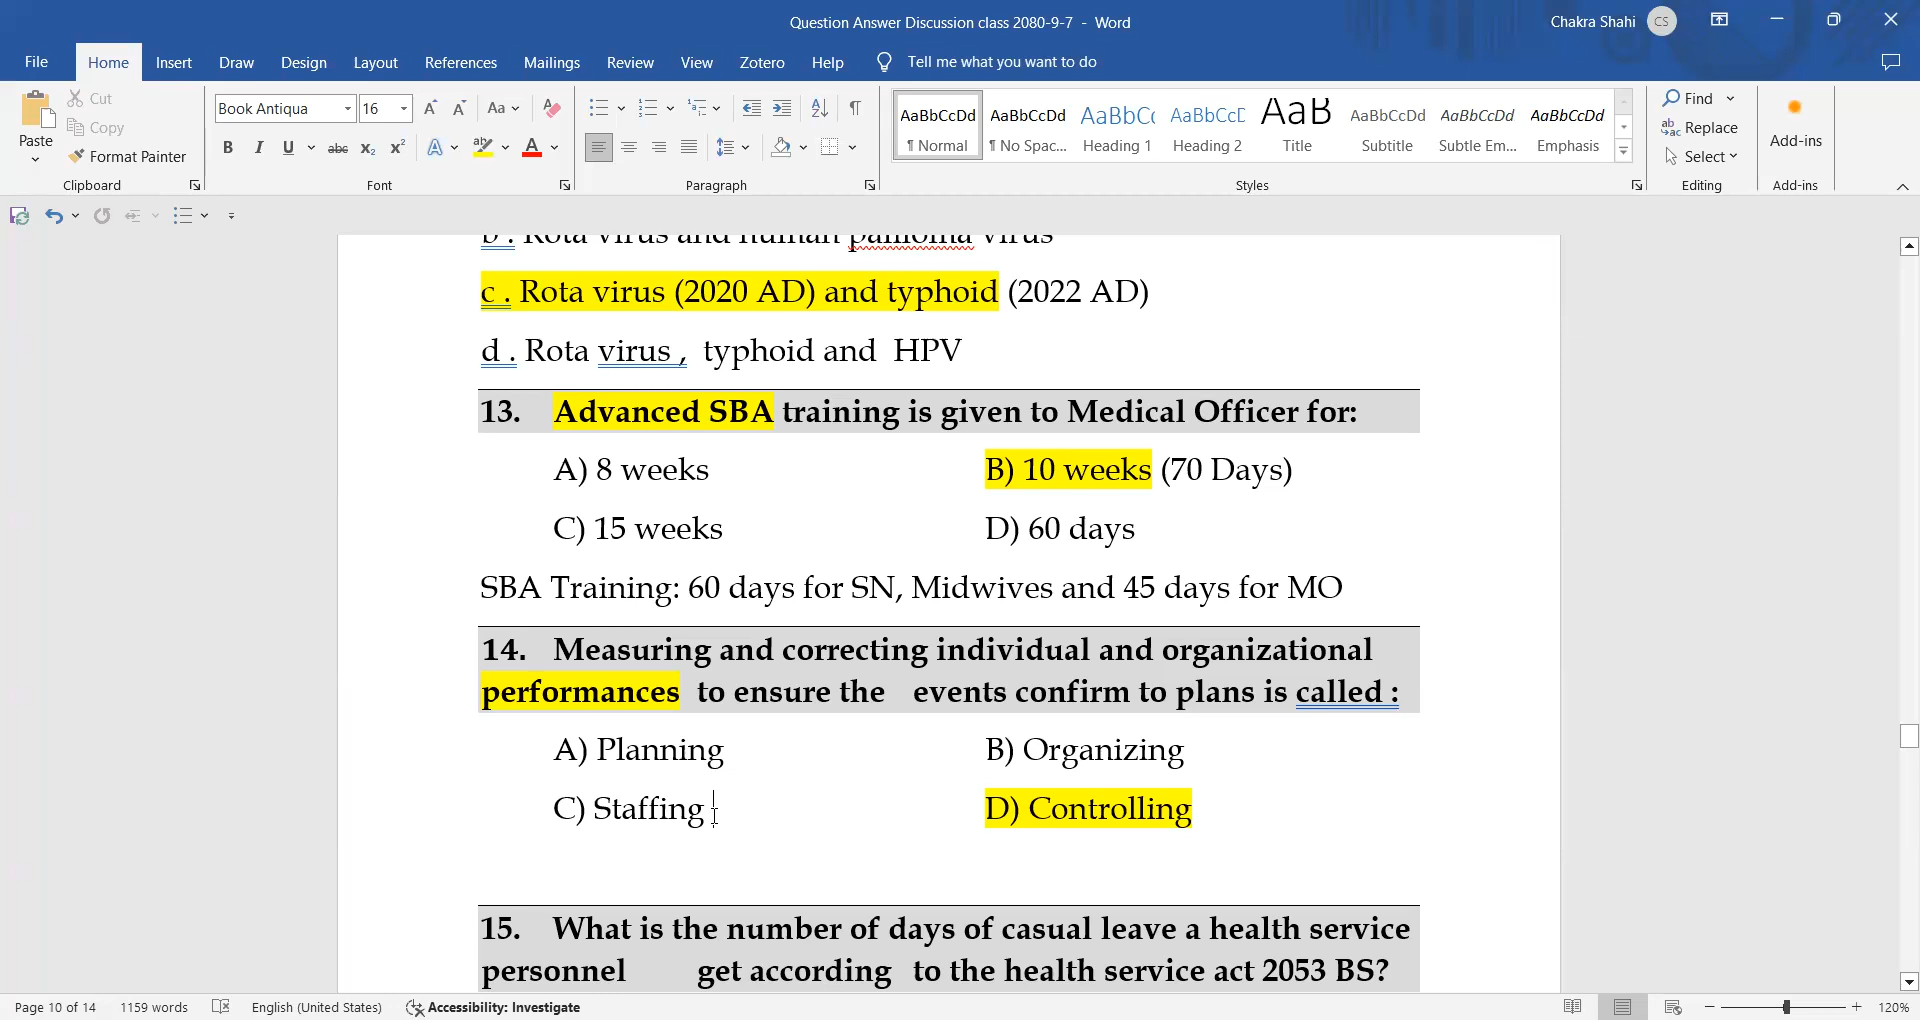 Question Answer Discussion class 2080-9-7 - Word
Chakra Shahi CS
File Home Insert Draw Design Layout References Mailings Review View Zotero Help Tell me what you want to do
Cut
Copy
Format Painter
Paste
Clipboard
Book Antiqua 16
Font
Paragraph
AaBbCcDd AaBbCcDd AaBbC( AaBbCcD AaB AaBbCcDd AaBbCcDd AaBbCcDd
¶ Normal ¶ No Spac... Heading 1 Heading 2 Title Subtitle Subtle Em... Emphasis
Styles
Find
Replace
Select
Editing
Add-ins
Add-ins
b . Rota virus and human pamoma virus
c . Rota virus (2020 AD) and typhoid (2022 AD)
d . Rota virus , typhoid and HPV
13. Advanced SBA training is given to Medical Officer for:
A) 8 weeks B) 10 weeks (70 Days)
C) 15 weeks D) 60 days
SBA Training: 60 days for SN, Midwives and 45 days for MO
14. Measuring and correcting individual and organizational
performances to ensure the events confirm to plans is called :
A) Planning B) Organizing
C) Staffing D) Controlling
15. What is the number of days of casual leave a health service
personnel get according to the health service act 2053 BS?
Page 10 of 14 1159 words English (United States) Accessibility: Investigate 120%